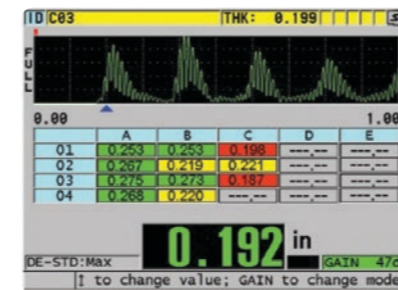 ID C03 THK: 0.199
FULL
0.00 1.00
A B C D E
01 0.253 0.253 0.198 ---.-- ---.--
02 0.267 0.219 0.221 ---.-- ---.--
03 0.275 0.273 0.187 ---.-- ---.--
04 0.268 0.220 ---.-- ---.-- ---.--
0.192 in
DE-STD:Max GAIN 47d
to change value; GAIN to change mode